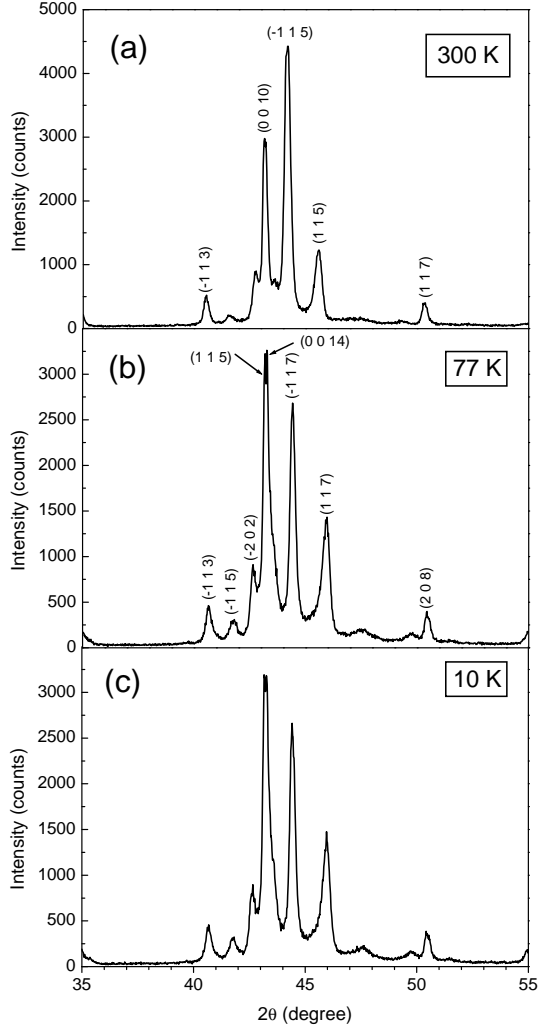 (a)
300 K
(-1 1 5)
(0 0 10)
(1 1 5)
(-1 1 3)
(1 1 7)
5000
4000
3000
2000
1000
0
Intensity (counts)
(b)
77 K
(0 0 14)
(1 1 5)
(-1 1 7)
(1 1 7)
(-2 0 2)
(-1 1 3)
(-1 1 5)
(2 0 8)
3000
2500
2000
1500
1000
500
0
Intensity (counts)
(c)
10 K
3000
2500
2000
1500
1000
500
0
Intensity (counts)
35 40 45 50 55
2θ (degree)